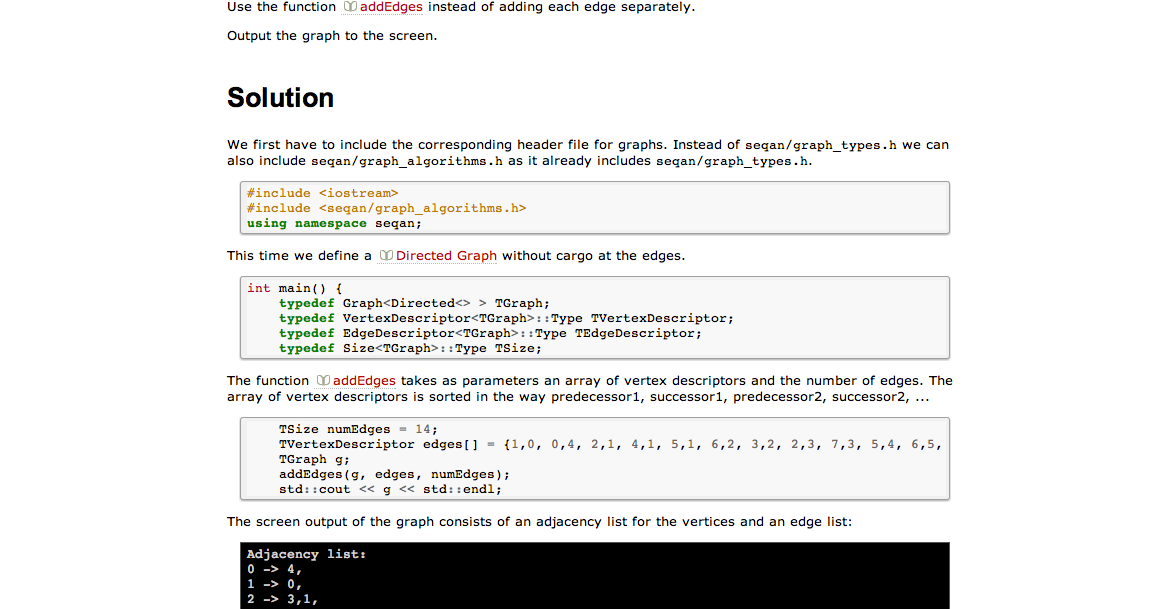 Use the function addEdges instead of adding each edge separately.
Output the graph to the screen.
Solution
We first have to include the corresponding header file for graphs. Instead of seqan/graph_types.h we can
also include seqan/graph_algorithms.h as it already includes seqan/graph_types.h.
#include <iostream>
#include <seqan/graph_algorithms.h>
using namespace seqan;
This time we define a Directed Graph without cargo at the edges.
int main() {
    typedef Graph<Directed<> > TGraph;
    typedef VertexDescriptor<TGraph>::Type TVertexDescriptor;
    typedef EdgeDescriptor<TGraph>::Type TEdgeDescriptor;
    typedef Size<TGraph>::Type TSize;
The function addEdges takes as parameters an array of vertex descriptors and the number of edges. The
array of vertex descriptors is sorted in the way predecessor1, successor1, predecessor2, successor2, ...
    TSize numEdges = 14;
    TVertexDescriptor edges[] = {1,0, 0,4, 2,1, 4,1, 5,1, 6,2, 3,2, 2,3, 7,3, 5,4, 6,5,
    TGraph g;
    addEdges(g, edges, numEdges);
    std::cout << g << std::endl;
The screen output of the graph consists of an adjacency list for the vertices and an edge list:
Adjacency list:
0 -> 4,
1 -> 0,
2 -> 3,1,